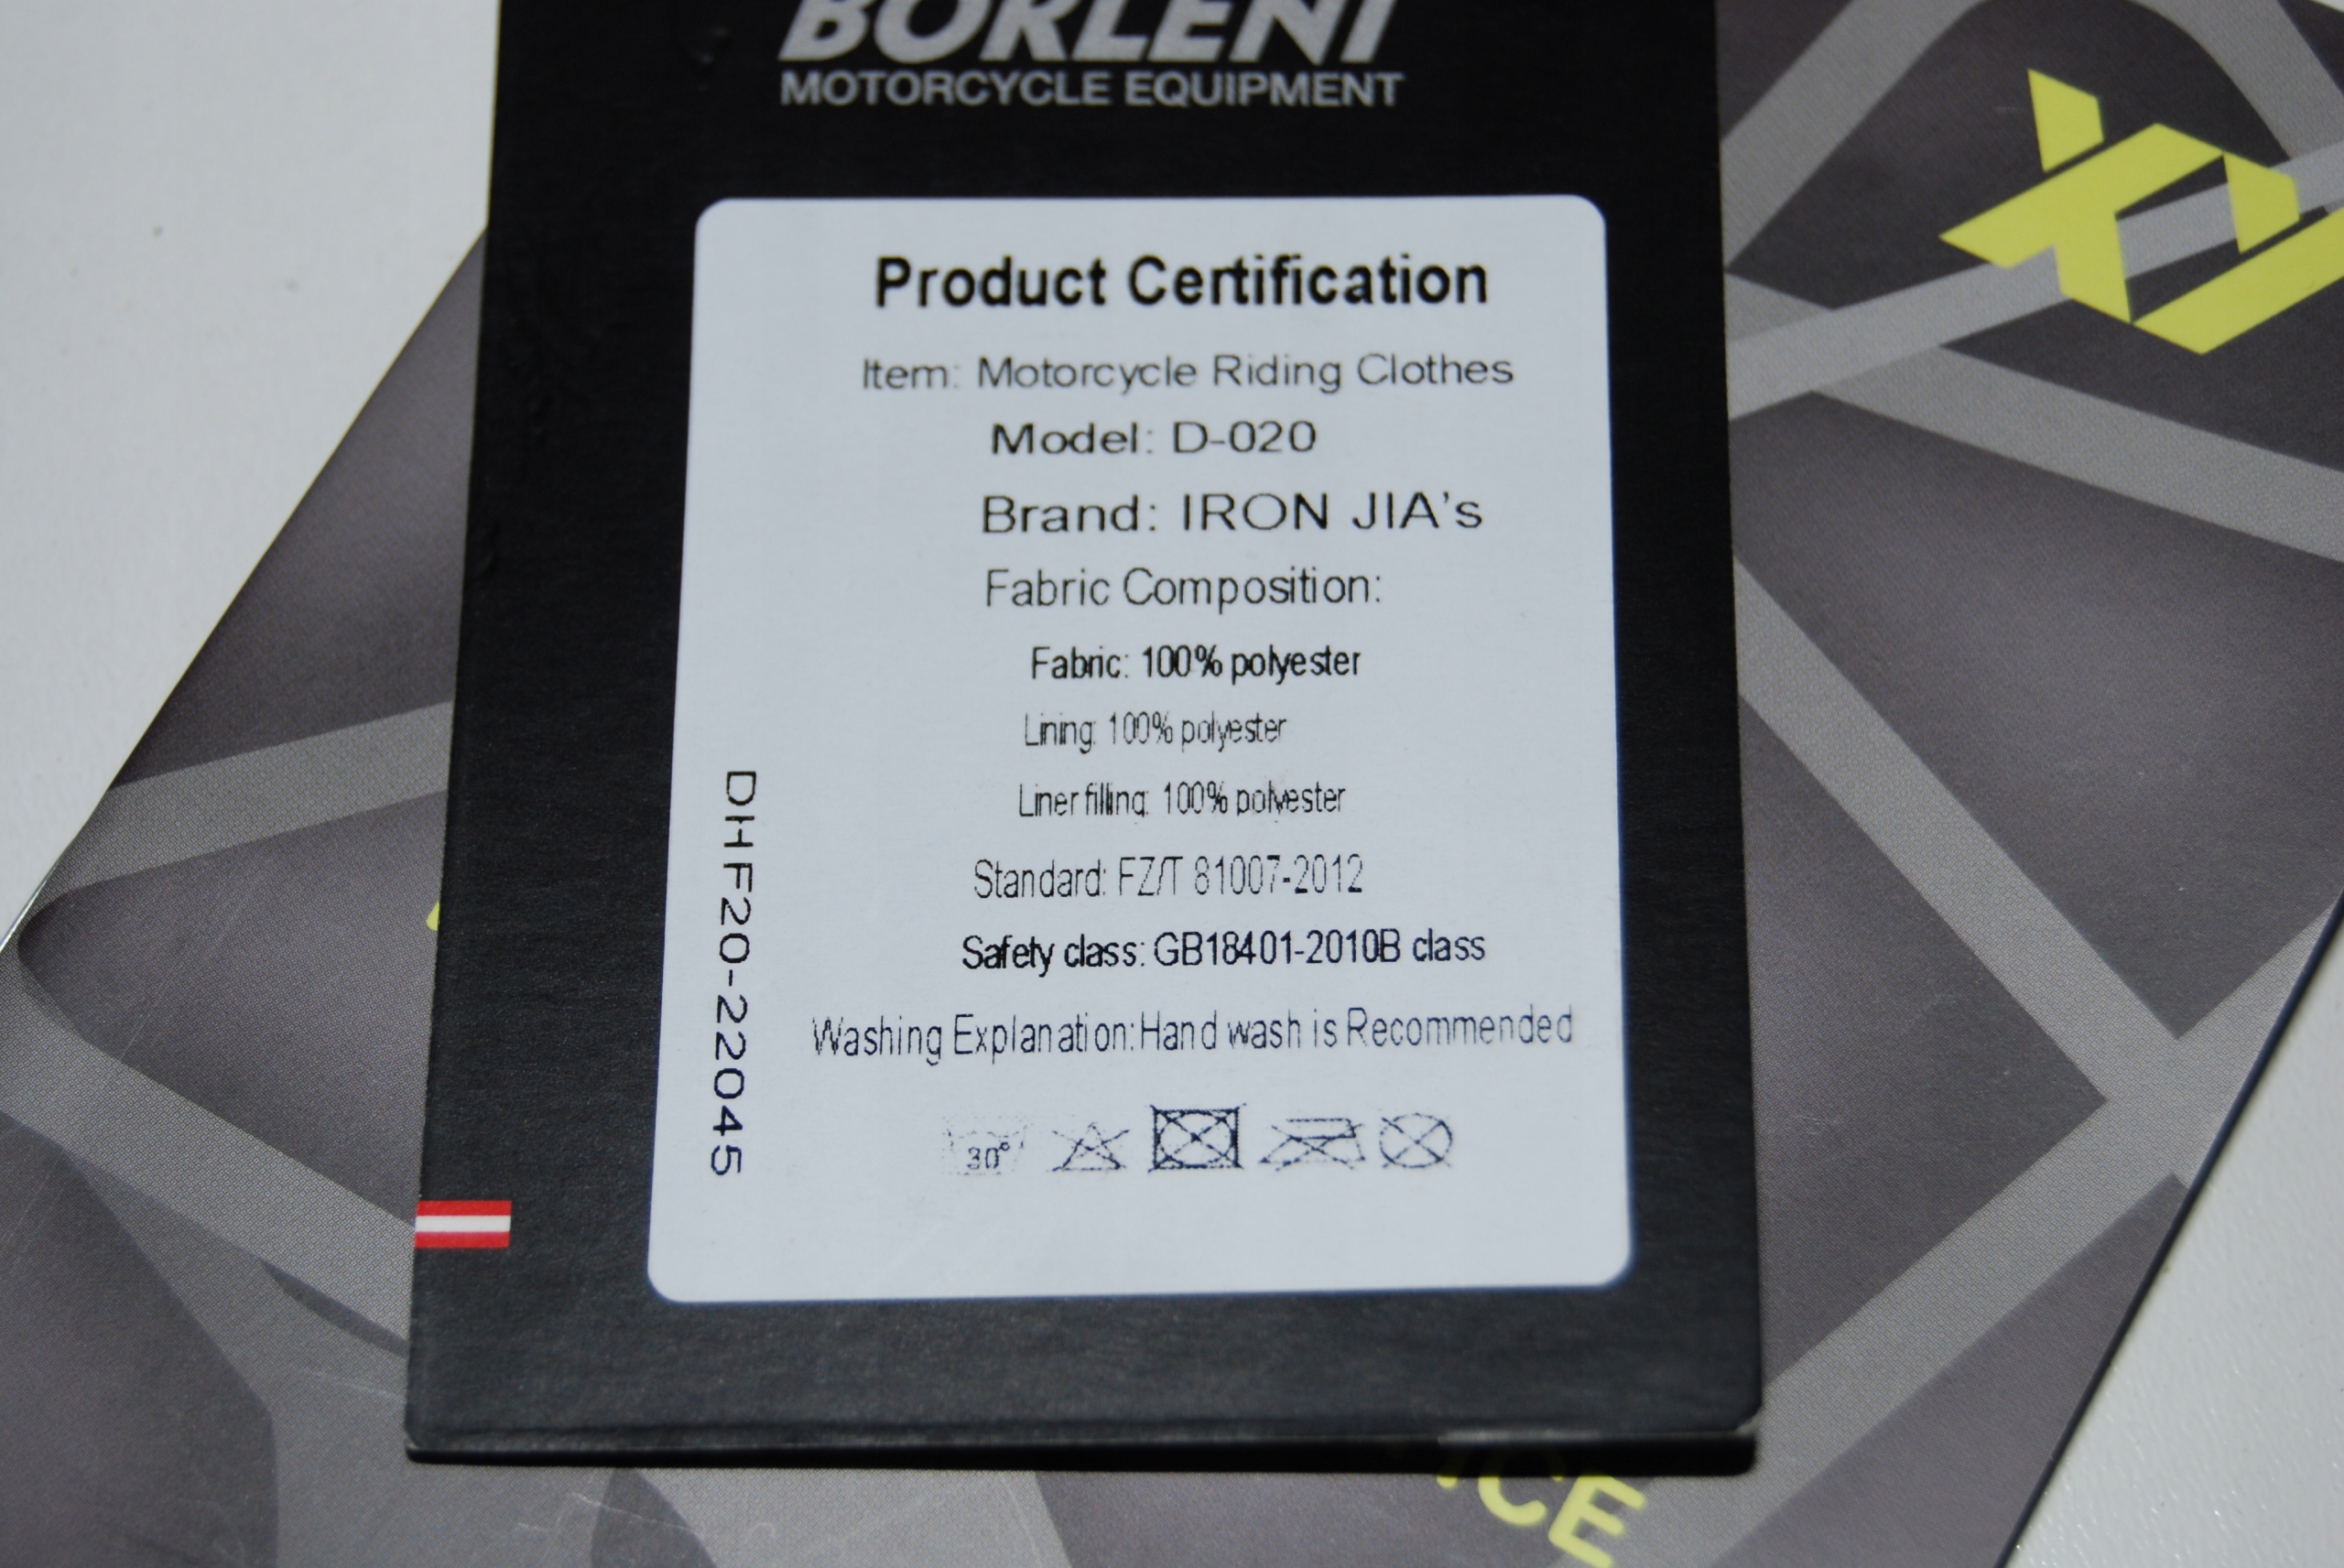 BORLENI
MOTORCYCLE EQUIPMENT
Product Certification
Item: Motorcycle Riding Clothes
Model: D-020
Brand: IRON JIA's
Fabric Composition:
Fabric: 100% polyester
Lining: 100% polyester
Liner filling: 100% polyester
Standard: FZ/T 81007-2012
Safety class: GB18401-2010B class
Washing Explanation:Hand wash is Recommended
30°
DHF20-22045